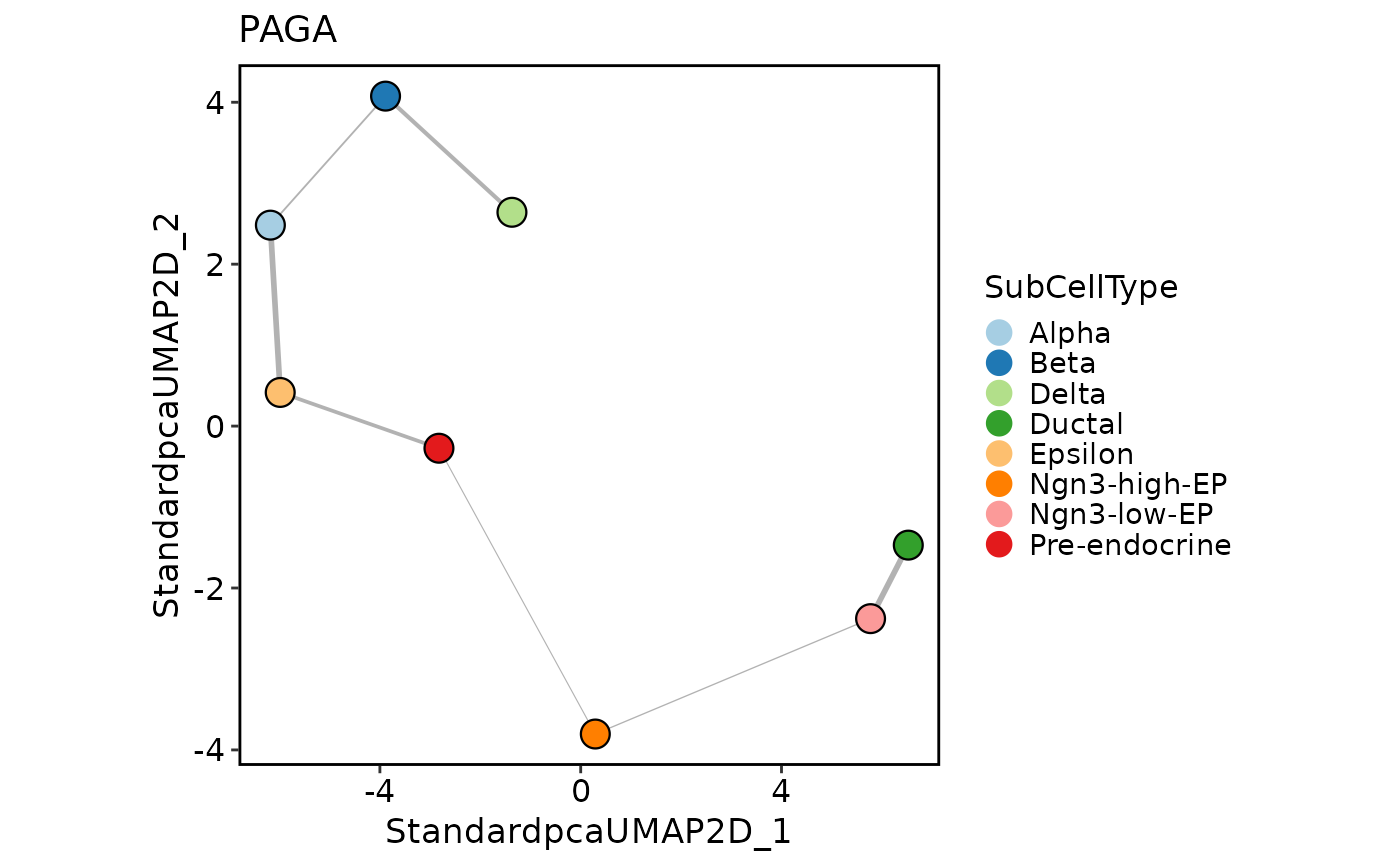 PAGA
4
2
0
-2
-4
StandardpcaUMAP2D_2
-4 0 4
StandardpcaUMAP2D_1
SubCellType
Alpha
Beta
Delta
Ductal
Epsilon
Ngn3-high-EP
Ngn3-low-EP
Pre-endocrine